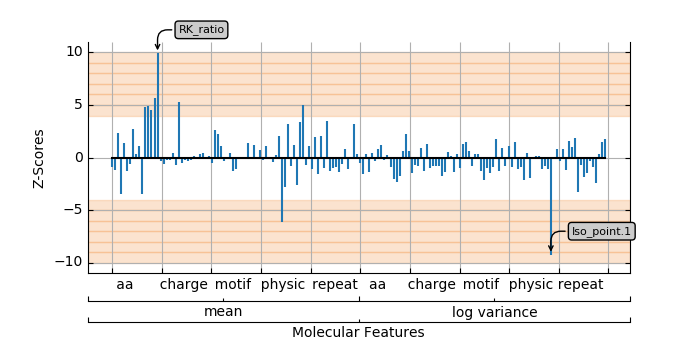 RK_ratio
10
5
0
−5
−10
Z-Scores
Iso_point.1
aa charge motif physic repeat aa charge motif physic repeat
mean log variance
Molecular Features